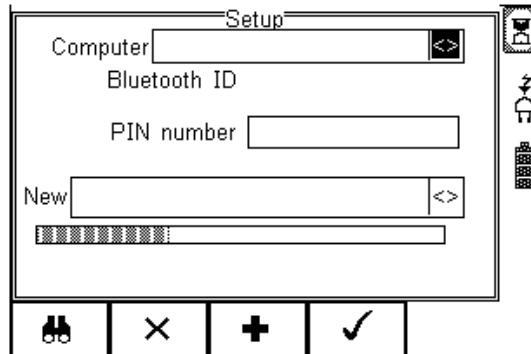 Setup
Computer <>
Bluetooth ID
PIN number
New <>